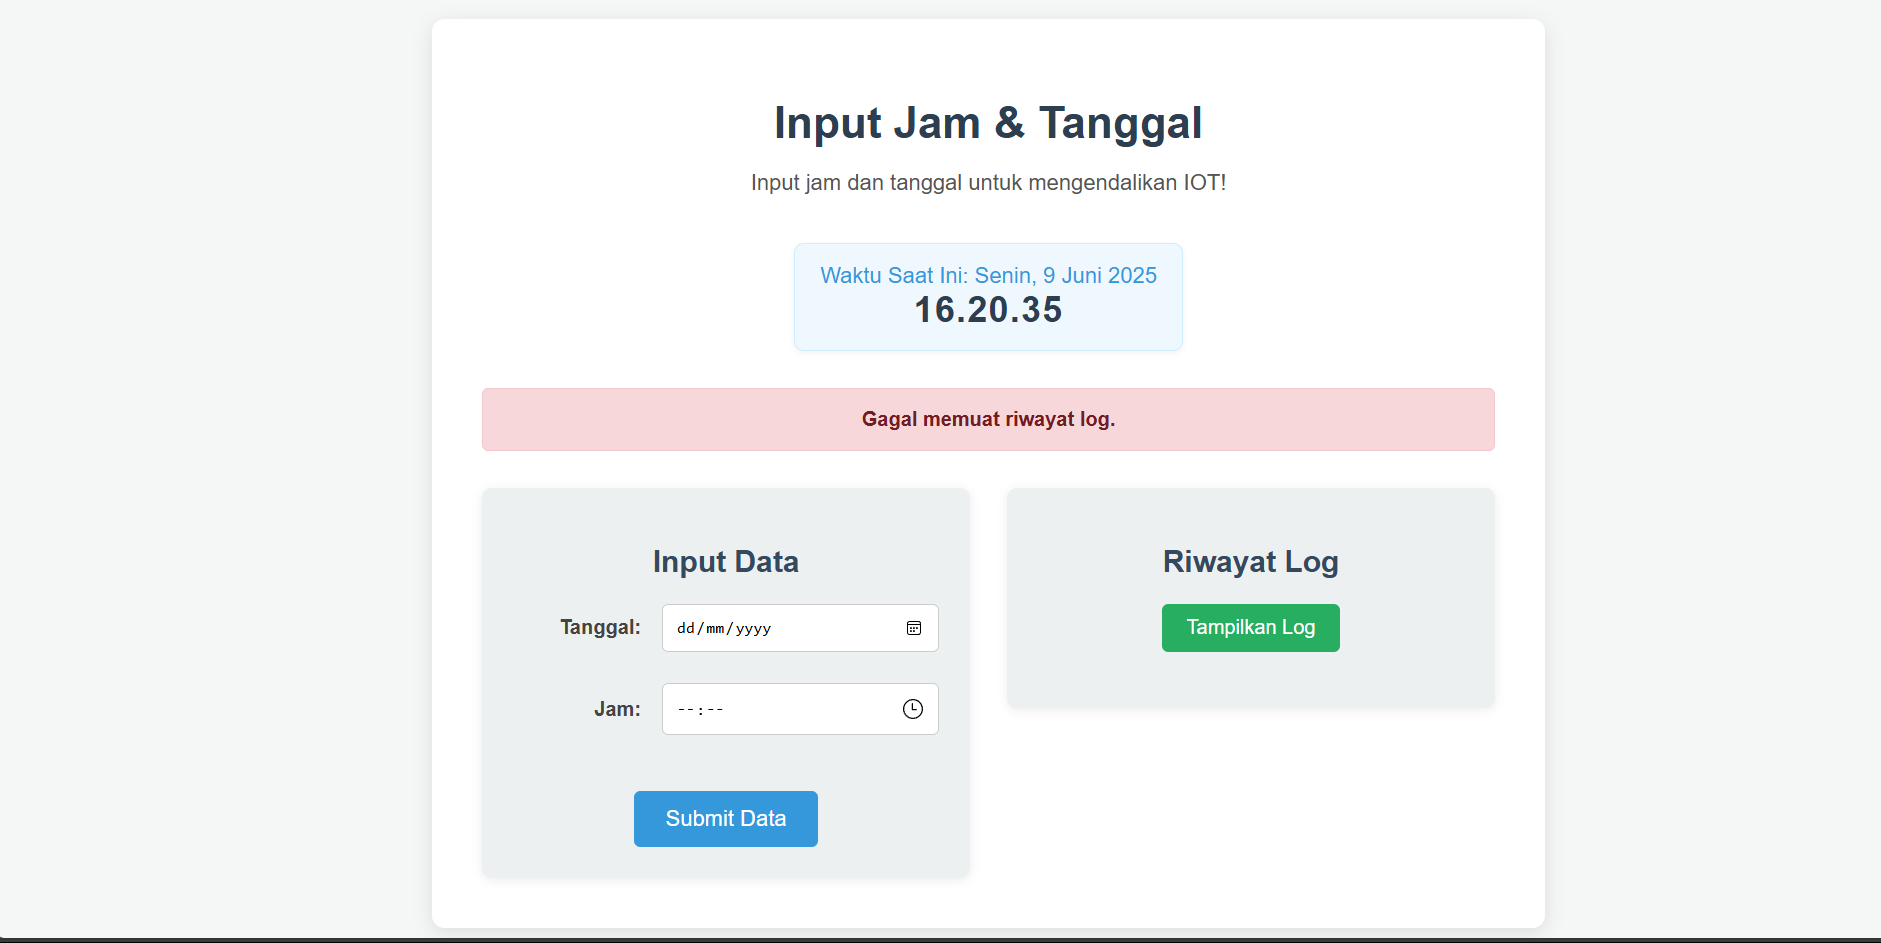 Input Jam & Tanggal
Input jam dan tanggal untuk mengendalikan IOT!
Waktu Saat Ini: Senin, 9 Juni 2025
16.20.35
Gagal memuat riwayat log.
Input Data
Tanggal: dd/mm/yyyy
Jam: --:--
Submit Data
Riwayat Log
Tampilkan Log